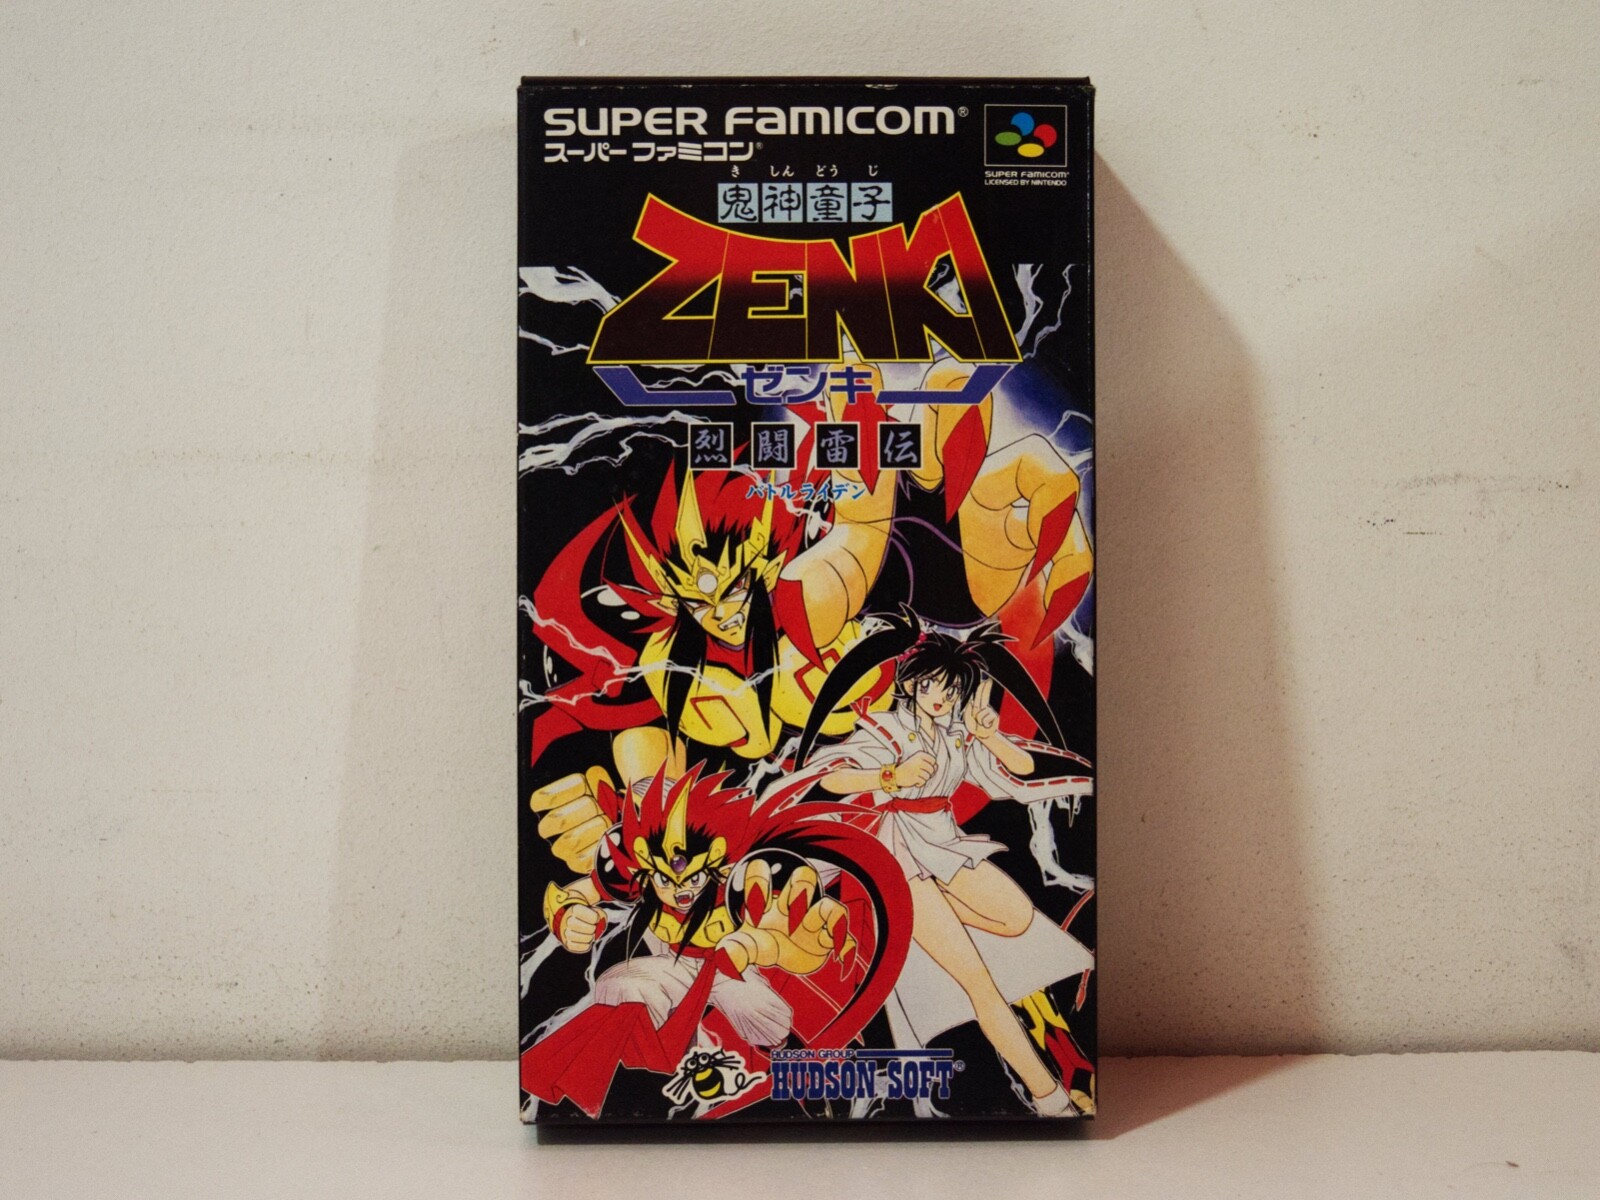 SUPER FAMICOM®
スーパーファミコン®
SUPER FAMICOM®
LICENSED BY NINTENDO
きしんどうじ
鬼神童子
ZENKI
ゼンキ
烈闘雷伝
バトルライデン
HUDSON GROUP
HUDSON SOFT®